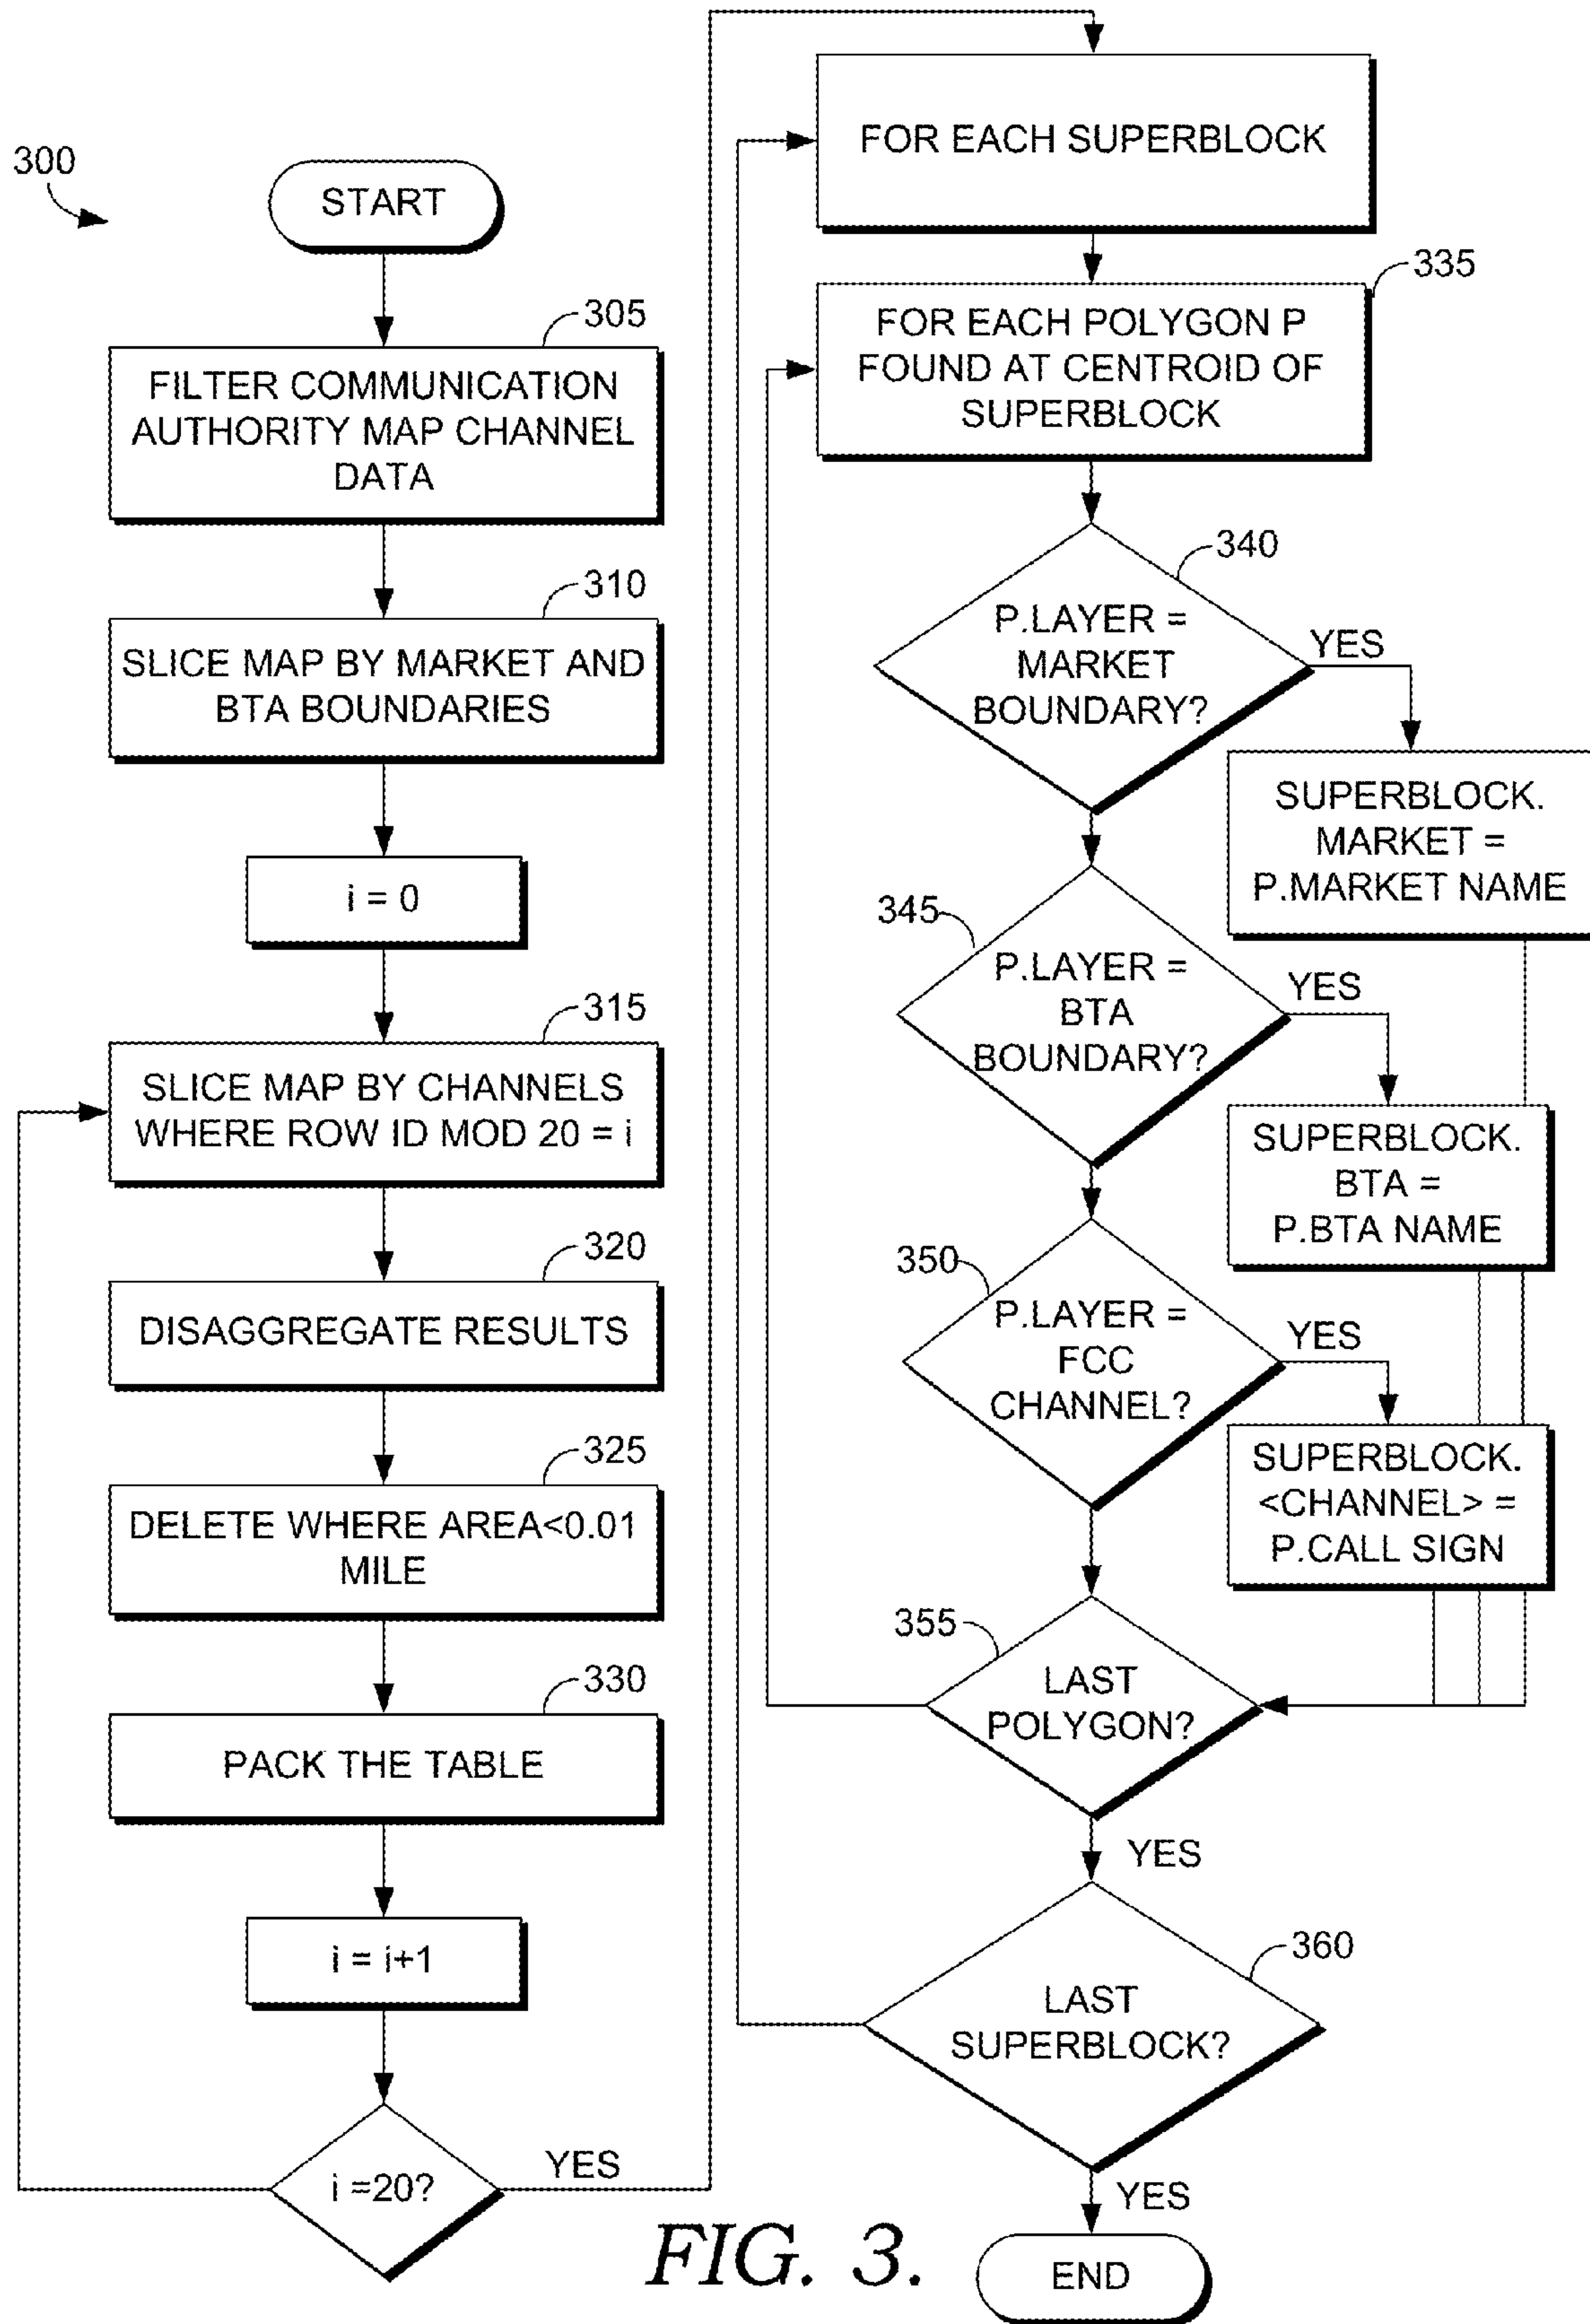 300
START
305
FILTER COMMUNICATION
AUTHORITY MAP CHANNEL
DATA
310
SLICE MAP BY MARKET AND
BTA BOUNDARIES
i = 0
315
SLICE MAP BY CHANNELS
WHERE ROW ID MOD 20 = i
320
DISAGGREGATE RESULTS
325
DELETE WHERE AREA<0.01
MILE
330
PACK THE TABLE
i = i+1
i =20?
YES
FOR EACH SUPERBLOCK
335
FOR EACH POLYGON P
FOUND AT CENTROID OF
SUPERBLOCK
340
P.LAYER =
MARKET
BOUNDARY?
YES
SUPERBLOCK.
MARKET =
P.MARKET NAME
345
P.LAYER =
BTA
BOUNDARY?
YES
SUPERBLOCK.
BTA =
P.BTA NAME
350
P.LAYER =
FCC
CHANNEL?
YES
SUPERBLOCK.
<CHANNEL> =
P.CALL SIGN
355
LAST
POLYGON?
YES
360
LAST
SUPERBLOCK?
YES
END
FIG. 3.